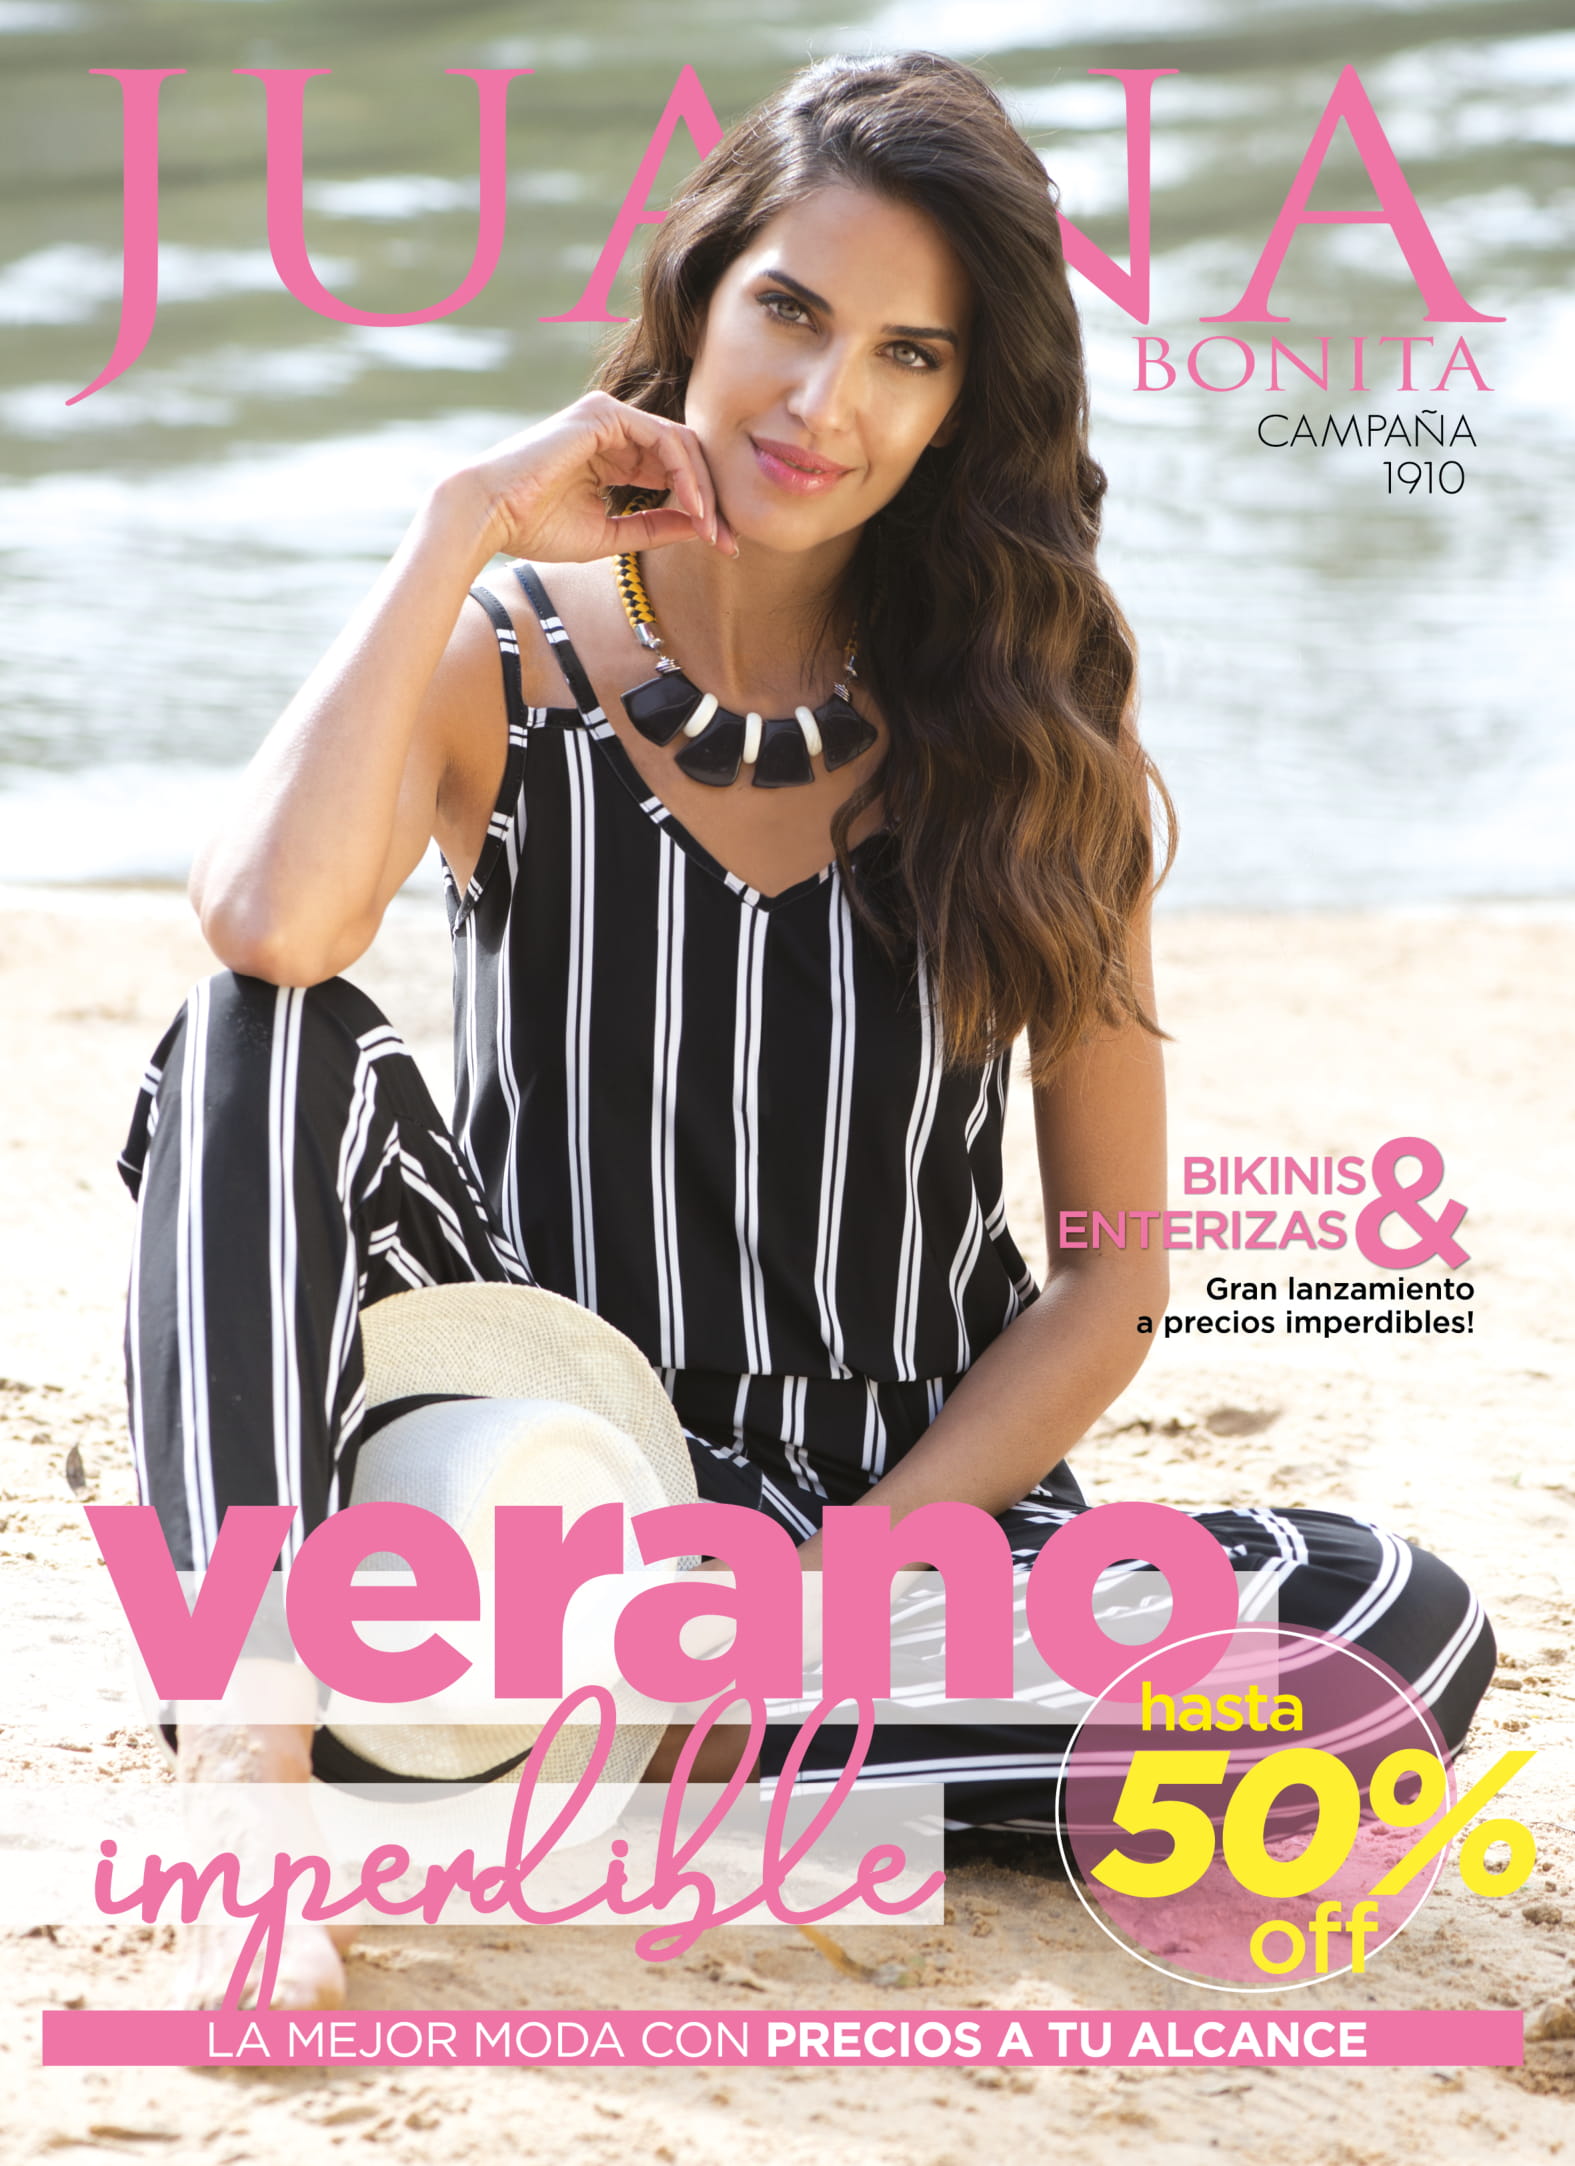 JUANA
BONITA
CAMPAÑA
1910
BIKINIS &
ENTERIZAS
Gran lanzamiento
a precios imperdibles!
verano
imperdible
hasta
50%
off
LA MEJOR MODA CON PRECIOS A TU ALCANCE